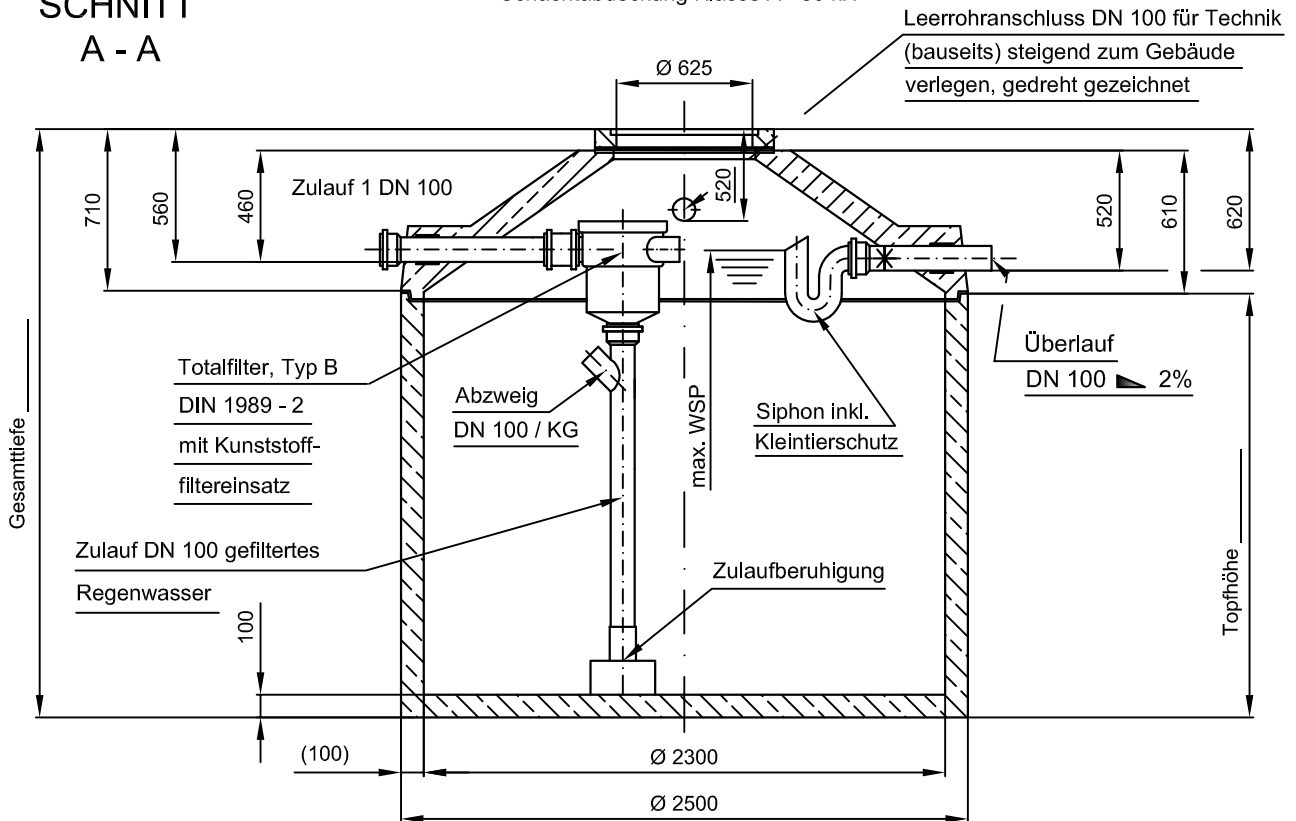 SCHNITT
A - A
Leerrohranschluss DN 100 für Technik
(bauseits) steigend zum Gebäude
verlegen, gedreht gezeichnet
Ø 625
710
560
460
Zulauf 1 DN 100
520
520
610
620
Totalfilter, Typ B
DIN 1989 - 2
mit Kunststoff-
filtereinsatz
Abzweig
DN 100 / KG
max. WSP
Siphon inkl.
Kleintierschutz
Überlauf
DN 100 2%
Gesamttiefe
Zulauf DN 100 gefiltertes
Regenwasser
Zulaufberuhigung
Topfhöhe
100
(100)
Ø 2300
Ø 2500